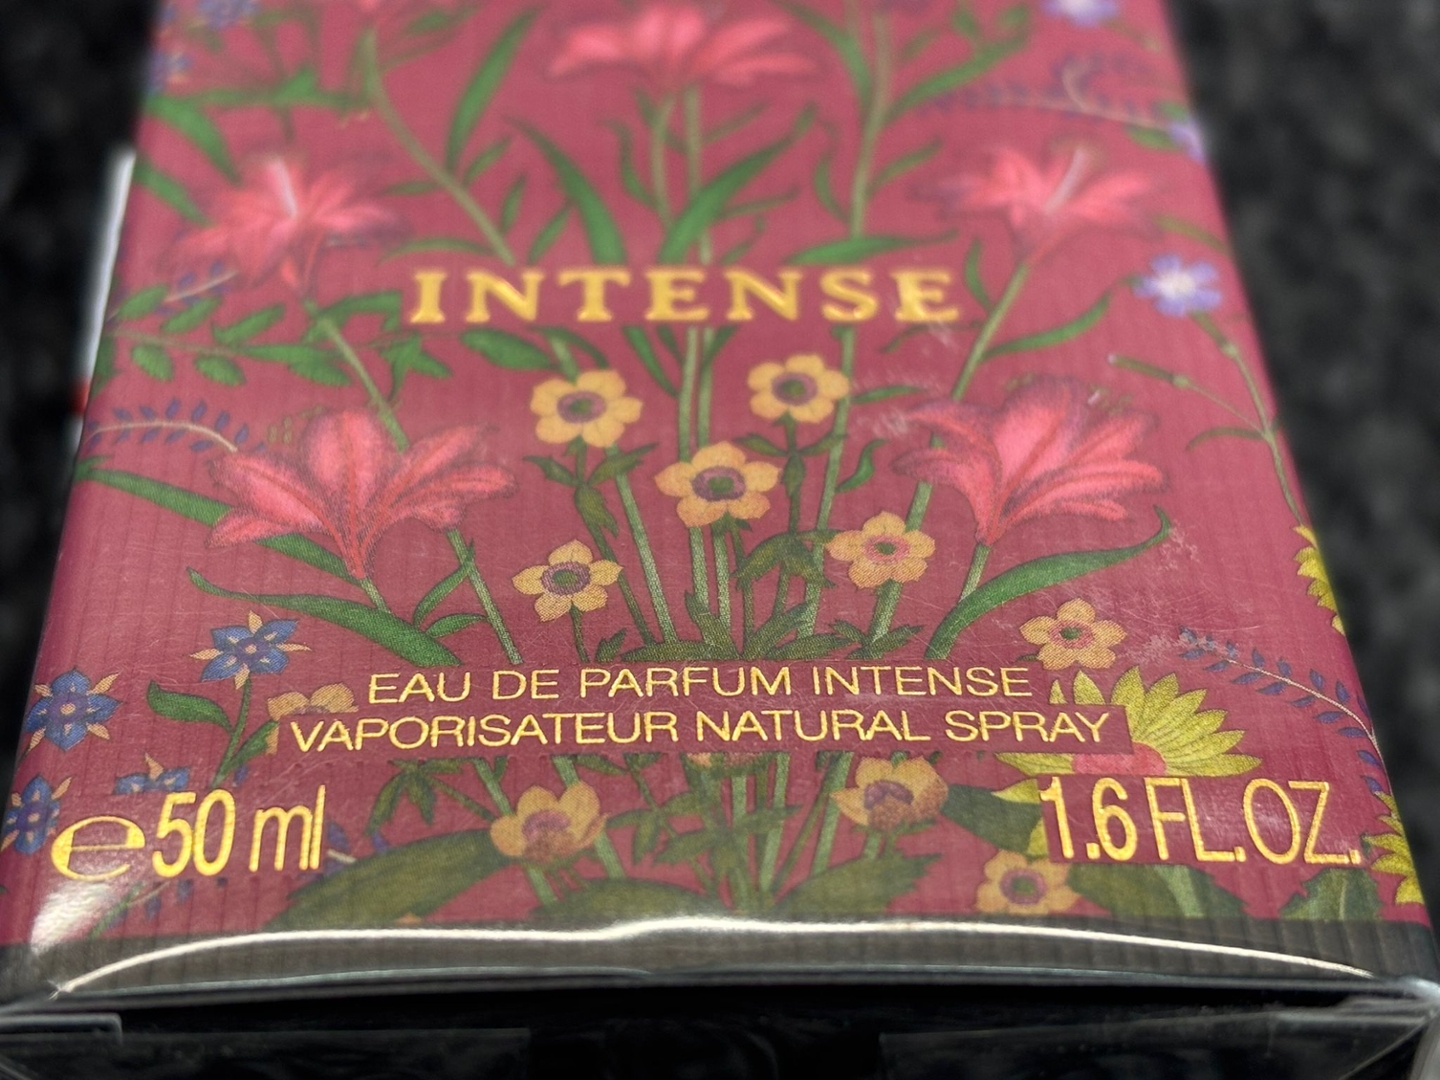 INTENSE
EAU DE PARFUM INTENSE
VAPORISATEUR NATURAL SPRAY
℮50 ml 1.6 FL. OZ.